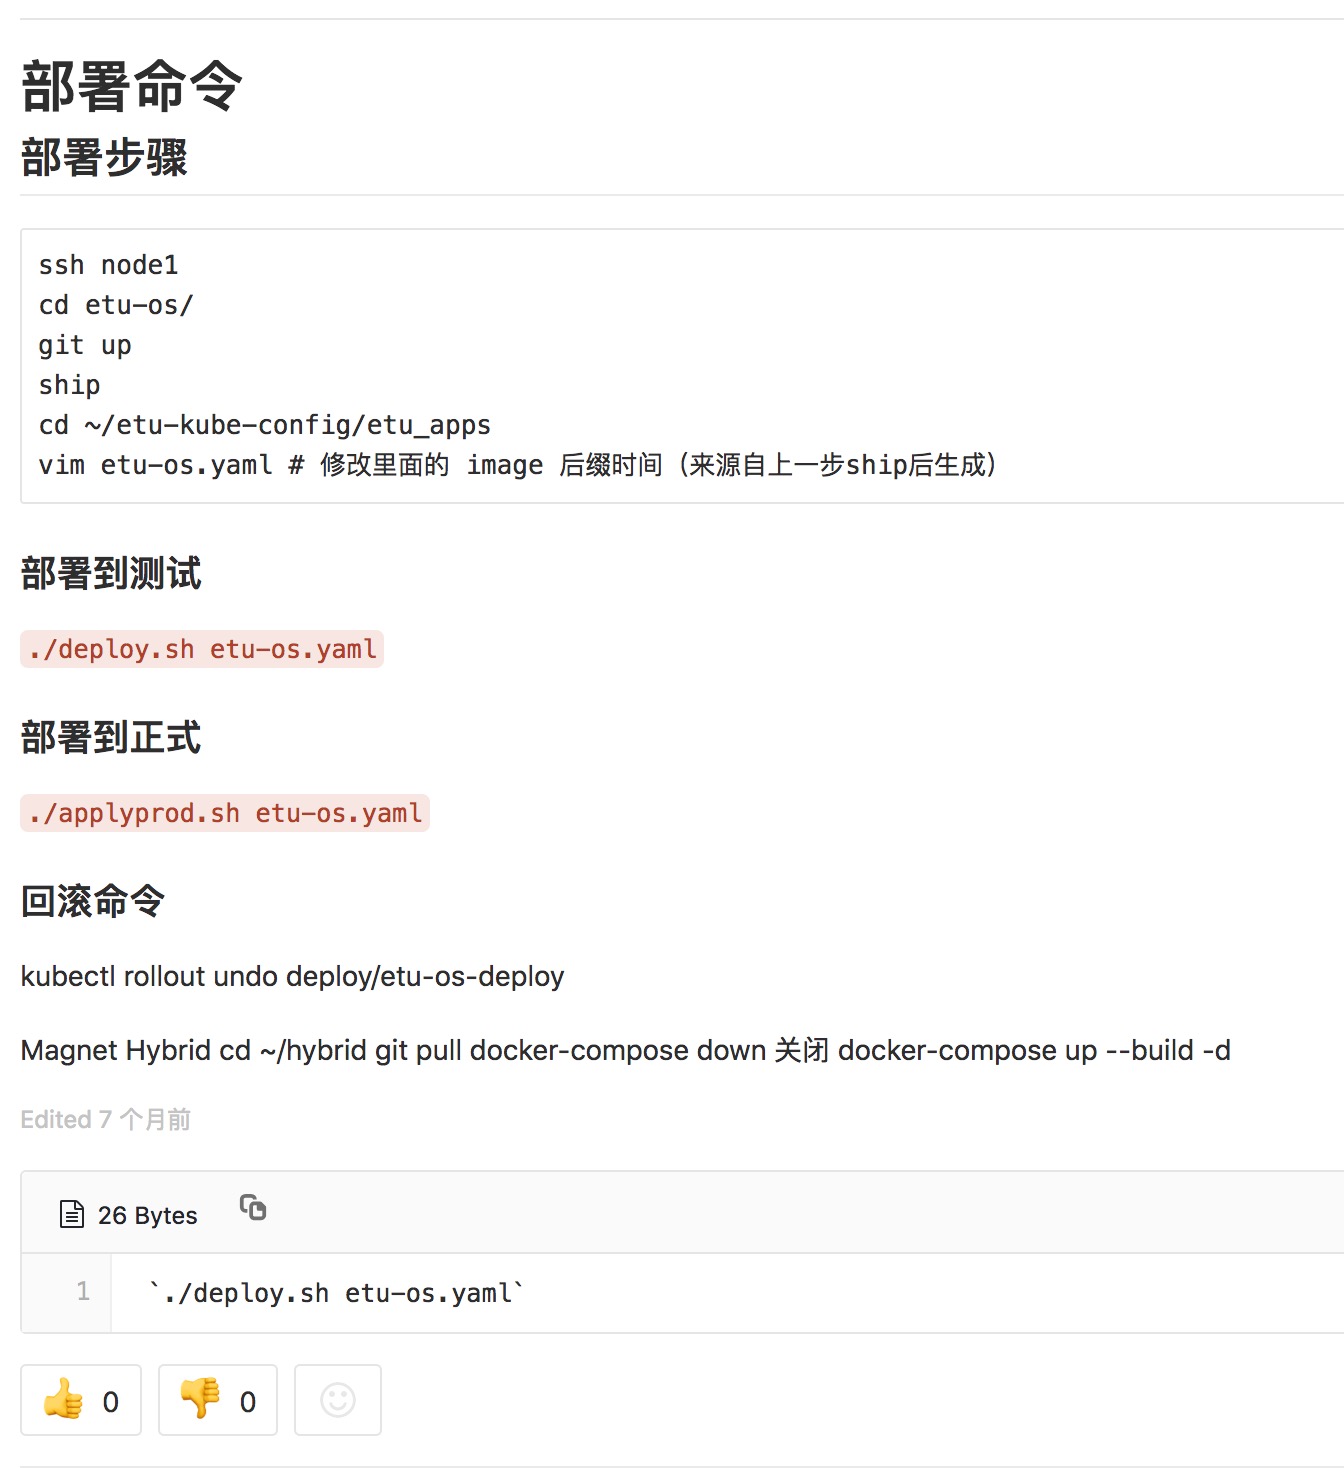 部署命令
部署步骤
ssh node1
cd etu-os/
git up
ship
cd ~/etu-kube-config/etu_apps
vim etu-os.yaml # 修改里面的 image 后缀时间（来源自上一步ship后生成）
部署到测试
./deploy.sh etu-os.yaml
部署到正式
./applyprod.sh etu-os.yaml
回滚命令
kubectl rollout undo deploy/etu-os-deploy
Magnet Hybrid cd ~/hybrid git pull docker-compose down 关闭 docker-compose up --build -d
Edited 7 个月前
26 Bytes
1 `./deploy.sh etu-os.yaml`
👍 0 👎 0